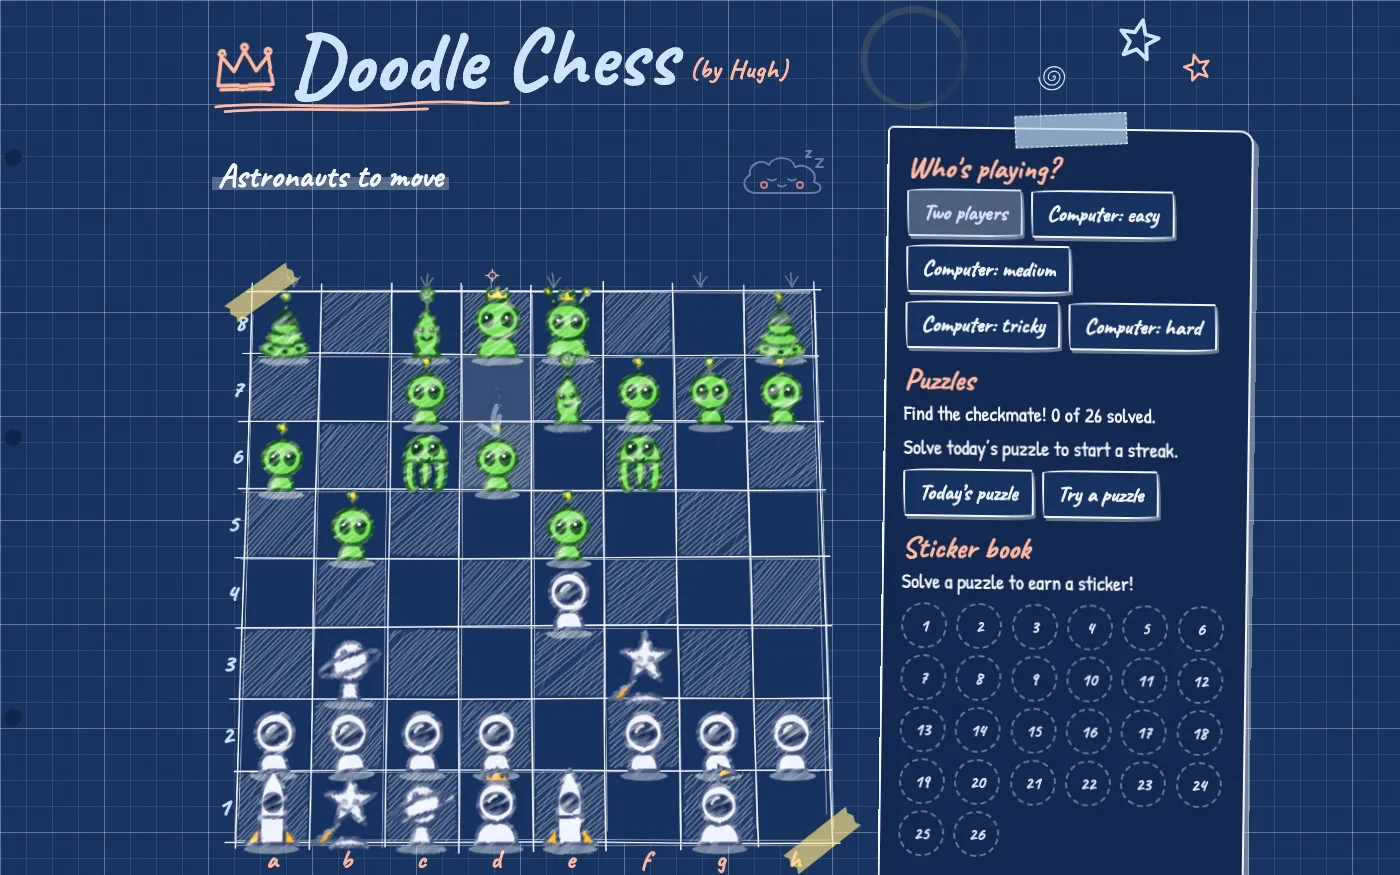 Doodle Chess (by Hugh)
Astronauts to move
z z
z
Who's playing?
Two players
Computer: easy
Computer: medium
Computer: tricky
Computer: hard
Puzzles
Find the checkmate! 0 of 26 solved.
Solve today's puzzle to start a streak.
Today's puzzle
Try a puzzle
Sticker book
Solve a puzzle to earn a sticker!
1 2 3 4 5 6
7 8 9 10 11 12
13 14 15 16 17 18
19 20 21 22 23 24
25 26
8
7
6
5
4
3
2
1
a b c d e f g h